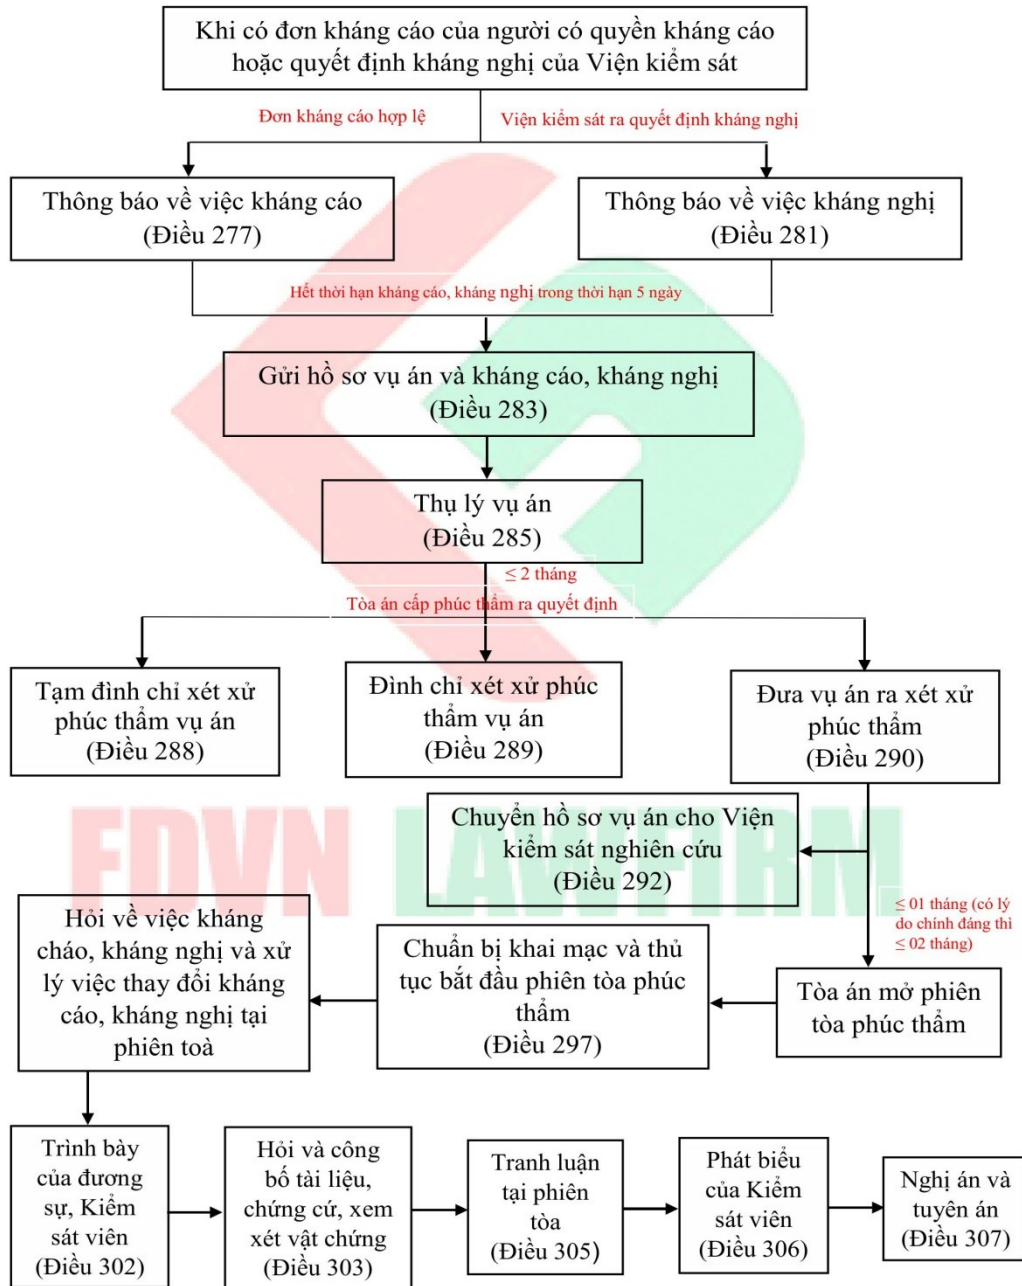 Khi có đơn kháng cáo của người có quyền kháng cáo
hoặc quyết định kháng nghị của Viện kiểm sát
Đơn kháng cáo hợp lệ
Viện kiểm sát ra quyết định kháng nghị
Thông báo về việc kháng cáo
(Điều 277)
Thông báo về việc kháng nghị
(Điều 281)
Hết thời hạn kháng cáo, kháng nghị trong thời hạn 5 ngày
Gửi hồ sơ vụ án và kháng cáo, kháng nghị
(Điều 283)
Thụ lý vụ án
(Điều 285)
≤ 2 tháng
Tòa án cấp phúc thẩm ra quyết định
Tạm đình chỉ xét xử
phúc thẩm vụ án
(Điều 288)
Đình chỉ xét xử phúc
thẩm vụ án
(Điều 289)
Đưa vụ án ra xét xử
phúc thẩm
(Điều 290)
Chuyển hồ sơ vụ án cho Viện
kiểm sát nghiên cứu
(Điều 292)
FDVN LAWFIRM
≤ 01 tháng (có lý
do chính đáng thì
≤ 02 tháng)
Tòa án mở phiên
tòa phúc thẩm
Chuẩn bị khai mạc và thủ
tục bắt đầu phiên tòa phúc
thẩm
(Điều 297)
Hỏi về việc kháng
cháo, kháng nghị và xử
lý việc thay đổi kháng
cáo, kháng nghị tại
phiên toà
Trình bày
của đương
sự, Kiểm
sát viên
(Điều 302)
Hỏi và công
bố tài liệu,
chứng cứ, xem
xét vật chứng
(Điều 303)
Tranh luận
tại phiên
tòa
(Điều 305)
Phát biểu
của Kiểm
sát viên
(Điều 306)
Nghị án và
tuyên án
(Điều 307)